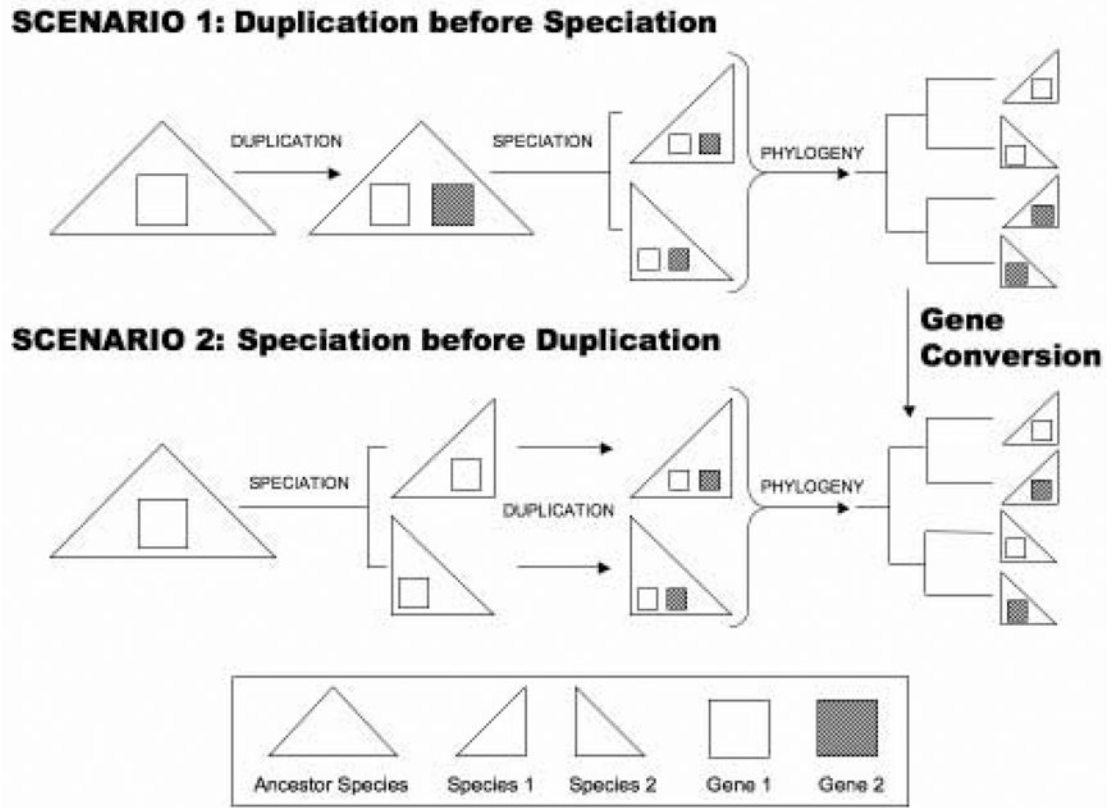 SCENARIO 1: Duplication before Speciation
DUPLICATION
SPECIATION
PHYLOGENY
Gene
Conversion
SCENARIO 2: Speciation before Duplication
SPECIATION
DUPLICATION
PHYLOGENY
Ancestor Species
Species 1
Species 2
Gene 1
Gene 2